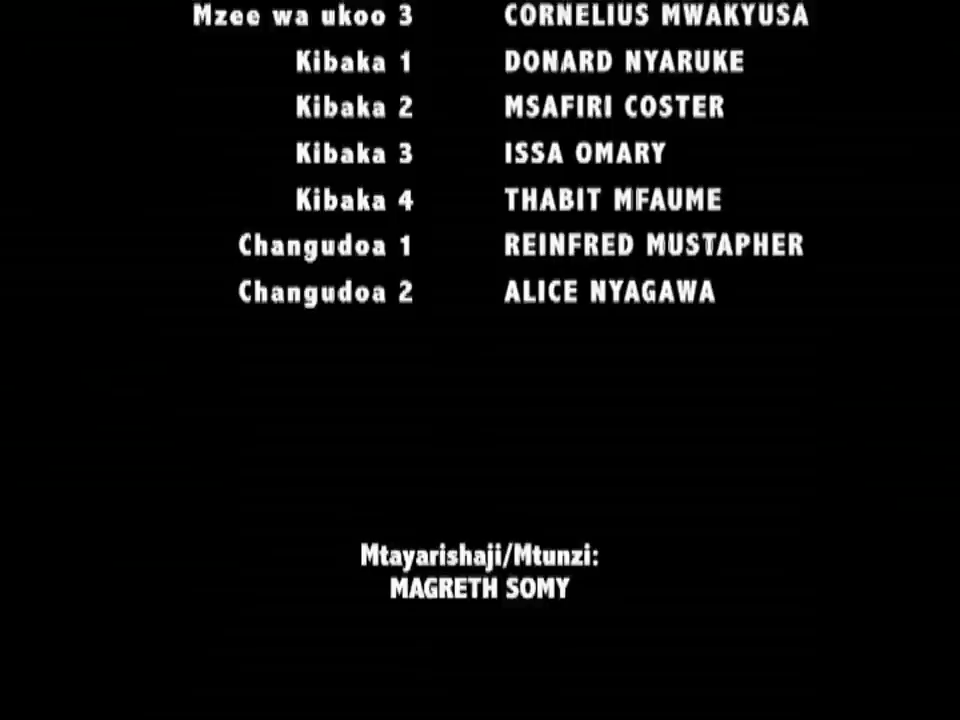 Mzee wa ukoo 3 CORNELIUS MWAKYUSA
Kibaka 1 DONARD NYARUKE
Kibaka 2 MSAFIRI COSTER
Kibaka 3 ISSA OMARY
Kibaka 4 THABIT MFAUME
Changudoa 1 REINFRED MUSTAPHER
Changudoa 2 ALICE NYAGAWA
Mtayarishaji/Mtunzi:
MAGRETH SOMY